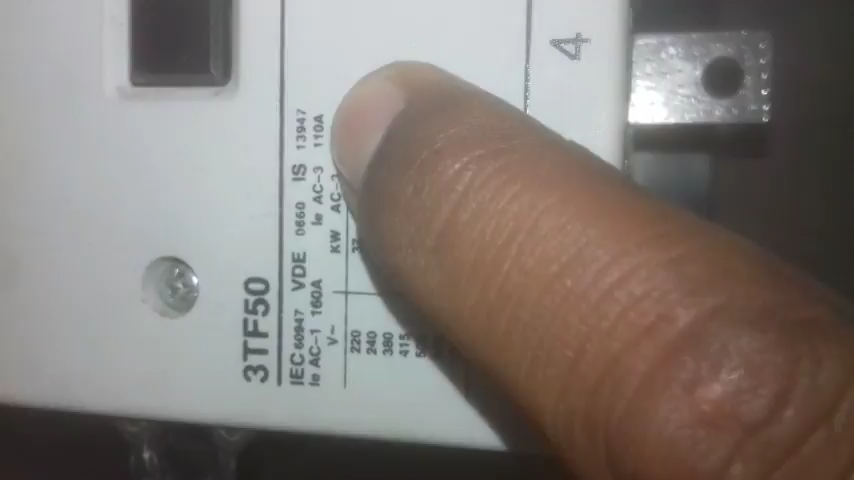 3TF50
IEC 60947 VDE 0660 IS 13947
Ie AC-1 160A Ie AC-3 110A
V~ KW AC-
220
240
380
415
4